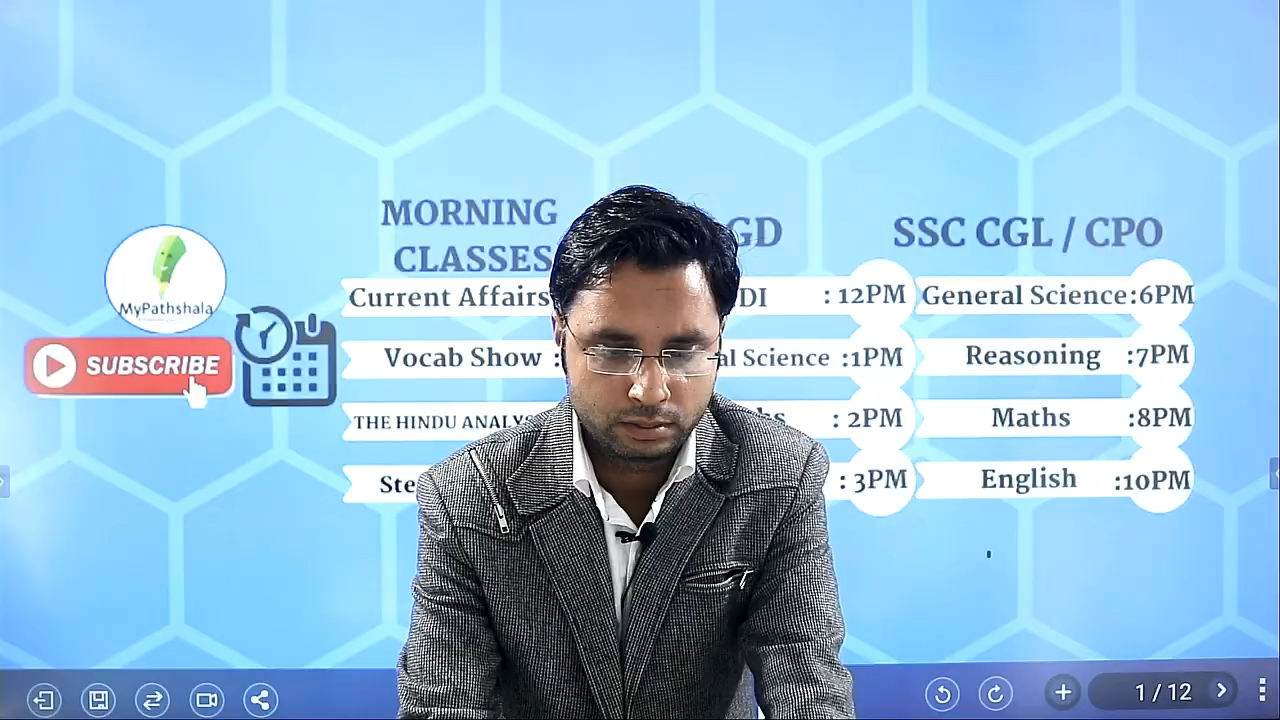 MORNING
CLASSES
Current Affairs
Vocab Show :
THE HINDU ANALYS
Ste
GD
DI : 12PM
al Science :1PM
: 2PM
: 3PM
SSC CGL / CPO
General Science:6PM
Reasoning :7PM
Maths :8PM
English :10PM
MyPathshala
SUBSCRIBE
1 / 12